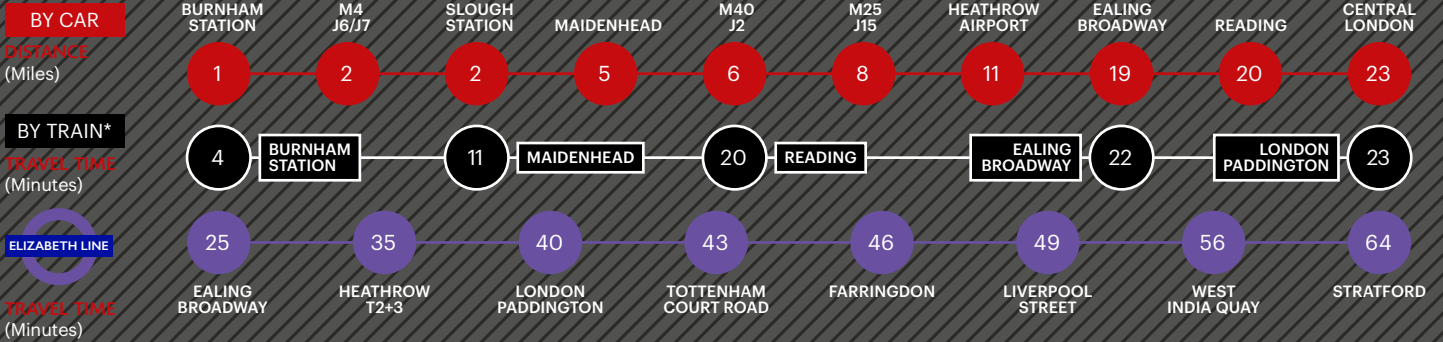 BY CAR
DISTANCE
(Miles)
BURNHAM
STATION
1
M4
J6/J7
2
SLOUGH
STATION
2
MAIDENHEAD
5
M40
J2
6
M25
J15
8
HEATHROW
AIRPORT
11
EALING
BROADWAY
19
READING
20
CENTRAL
LONDON
23
BY TRAIN*
TRAVEL TIME
(Minutes)
4
BURNHAM
STATION
11
MAIDENHEAD
20
READING
EALING
BROADWAY
22
LONDON
PADDINGTON
23
ELIZABETH LINE
TRAVEL TIME
(Minutes)
25
EALING
BROADWAY
35
HEATHROW
T2+3
40
LONDON
PADDINGTON
43
TOTTENHAM
COURT ROAD
46
FARRINGDON
49
LIVERPOOL
STREET
56
WEST
INDIA QUAY
64
STRATFORD